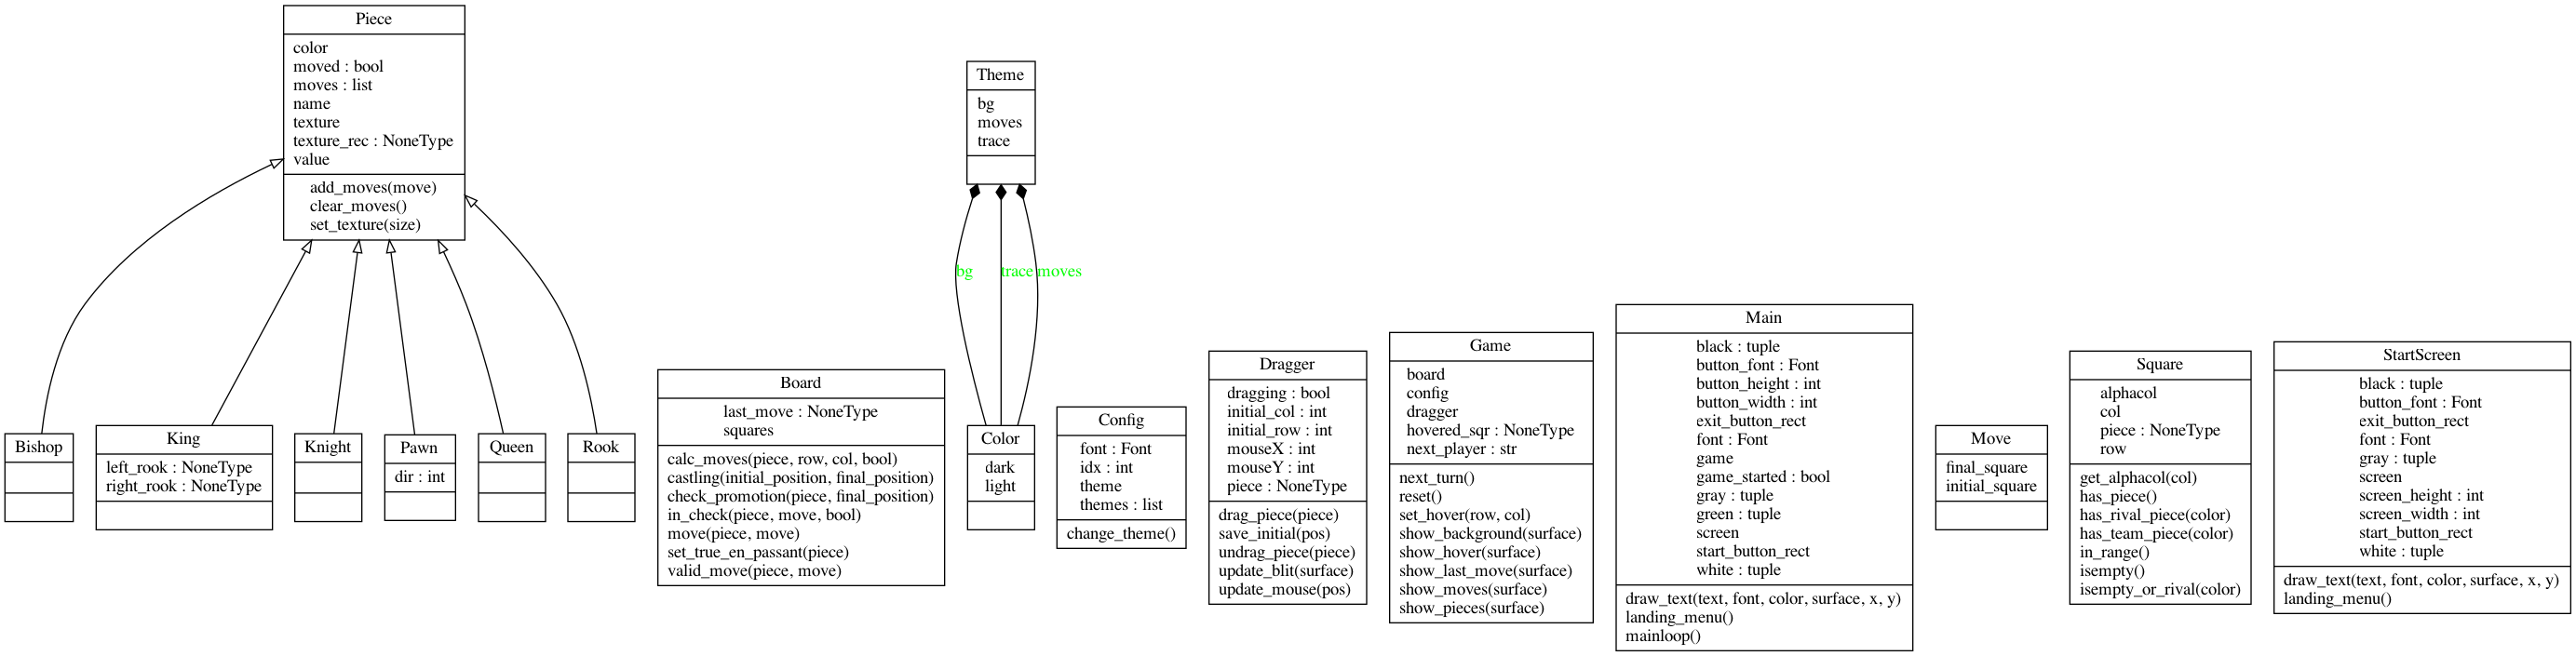 Piece
color
moved : bool
moves : list
name
texture
texture_rec : NoneType
value
add_moves(move)
clear_moves()
set_texture(size)
Theme
bg
moves
trace
bg
trace
moves
Bishop
King
left_rook : NoneType
right_rook : NoneType
Knight
Pawn
dir : int
Queen
Rook
Board
last_move : NoneType
squares
calc_moves(piece, row, col, bool)
castling(initial_position, final_position)
check_promotion(piece, final_position)
in_check(piece, move, bool)
move(piece, move)
set_true_en_passant(piece)
valid_move(piece, move)
Color
dark
light
Config
font : Font
idx : int
theme
themes : list
change_theme()
Dragger
dragging : bool
initial_col : int
initial_row : int
mouseX : int
mouseY : int
piece : NoneType
drag_piece(piece)
save_initial(pos)
undrag_piece(piece)
update_blit(surface)
update_mouse(pos)
Game
board
config
dragger
hovered_sqr : NoneType
next_player : str
next_turn()
reset()
set_hover(row, col)
show_background(surface)
show_hover(surface)
show_last_move(surface)
show_moves(surface)
show_pieces(surface)
Main
black : tuple
button_font : Font
button_height : int
button_width : int
exit_button_rect
font : Font
game
game_started : bool
gray : tuple
green : tuple
screen
start_button_rect
white : tuple
draw_text(text, font, color, surface, x, y)
landing_menu()
mainloop()
Move
final_square
initial_square
Square
alphacol
col
piece : NoneType
row
get_alphacol(col)
has_piece()
has_rival_piece(color)
has_team_piece(color)
in_range()
isempty()
isempty_or_rival(color)
StartScreen
black : tuple
button_font : Font
exit_button_rect
font : Font
gray : tuple
screen
screen_height : int
screen_width : int
start_button_rect
white : tuple
draw_text(text, font, color, surface, x, y)
landing_menu()